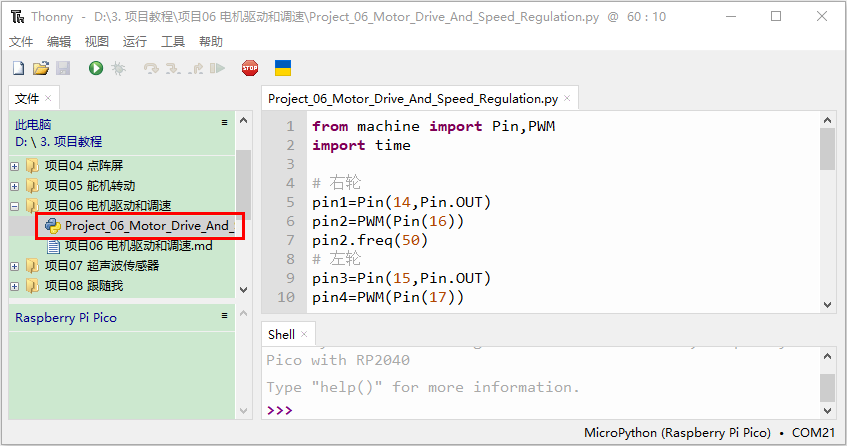 Thonny - D:\3. 项目教程\项目06 电机驱动和调速\Project_06_Motor_Drive_And_Speed_Regulation.py @ 60 : 10
文件 编辑 视图 运行 工具 帮助
STOP
文件 ×
此电脑
D: \ 3. 项目教程
项目04 点阵屏
项目05 舵机转动
项目06 电机驱动和调速
Project_06_Motor_Drive_And_
项目06 电机驱动和调速.md
项目07 超声波传感器
项目08 跟随我
Raspberry Pi Pico
Project_06_Motor_Drive_And_Speed_Regulation.py ×
1 from machine import Pin,PWM
2 import time
3
4 # 右轮
5 pin1=Pin(14,Pin.OUT)
6 pin2=PWM(Pin(16))
7 pin2.freq(50)
8 # 左轮
9 pin3=Pin(15,Pin.OUT)
10 pin4=PWM(Pin(17))
Shell ×
Pico with RP2040
Type "help()" for more information.
>>>
MicroPython (Raspberry Pi Pico) • COM21